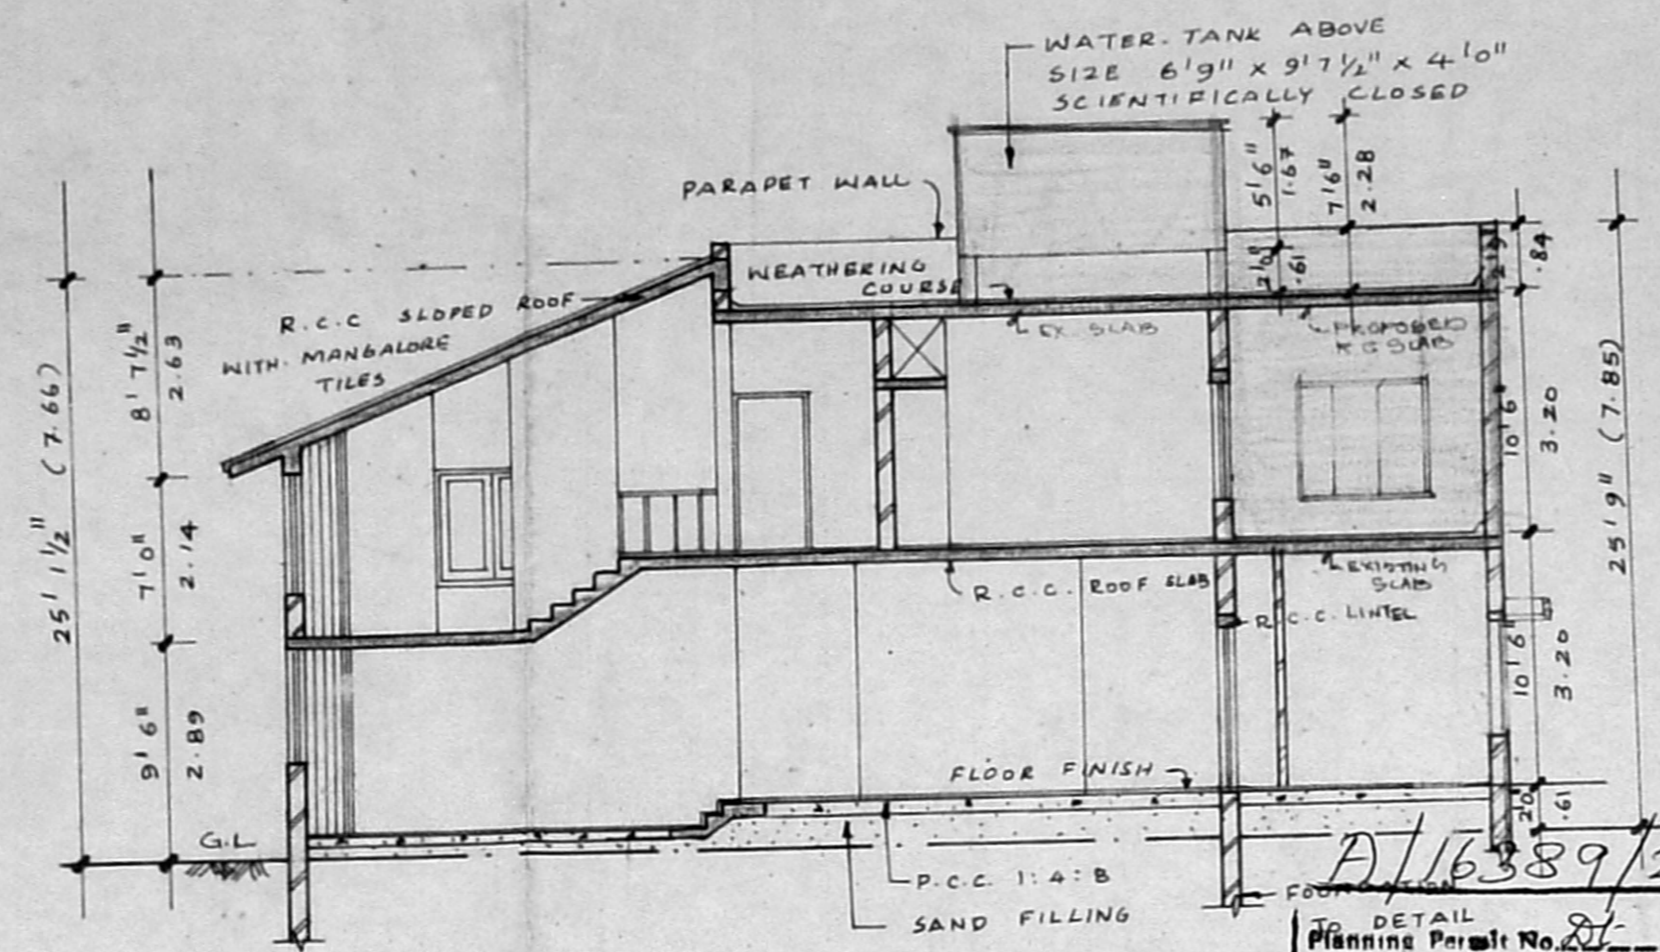 WATER. TANK ABOVE
SIZE 6'9" x 9'7½" x 4'0"
SCIENTIFICALLY CLOSED
PARAPET WALL
5'6"
1.67
7'6"
2.28
2'0"
.61
.84
WEATHERING
COURSE
R.C.C SLOPED ROOF
WITH. MANGALORE
TILES
EX. SLAB
PROPOSED
R C SLAB
25' 1½" (7.66)
8' 7½"
2.63
7'0"
2.14
9'6"
2.89
10'6"
3.20
25'9" (7.85)
R.C.C. ROOF SLAB
EXISTING
SLAB
R.C.C. LINTEL
10'6"
3.20
FLOOR FINISH
2'0
.61
G.L
P.C.C. 1:4:8
SAND FILLING
A/16389/2
FOUNDATION
TO DETAIL
Planning Permit No.